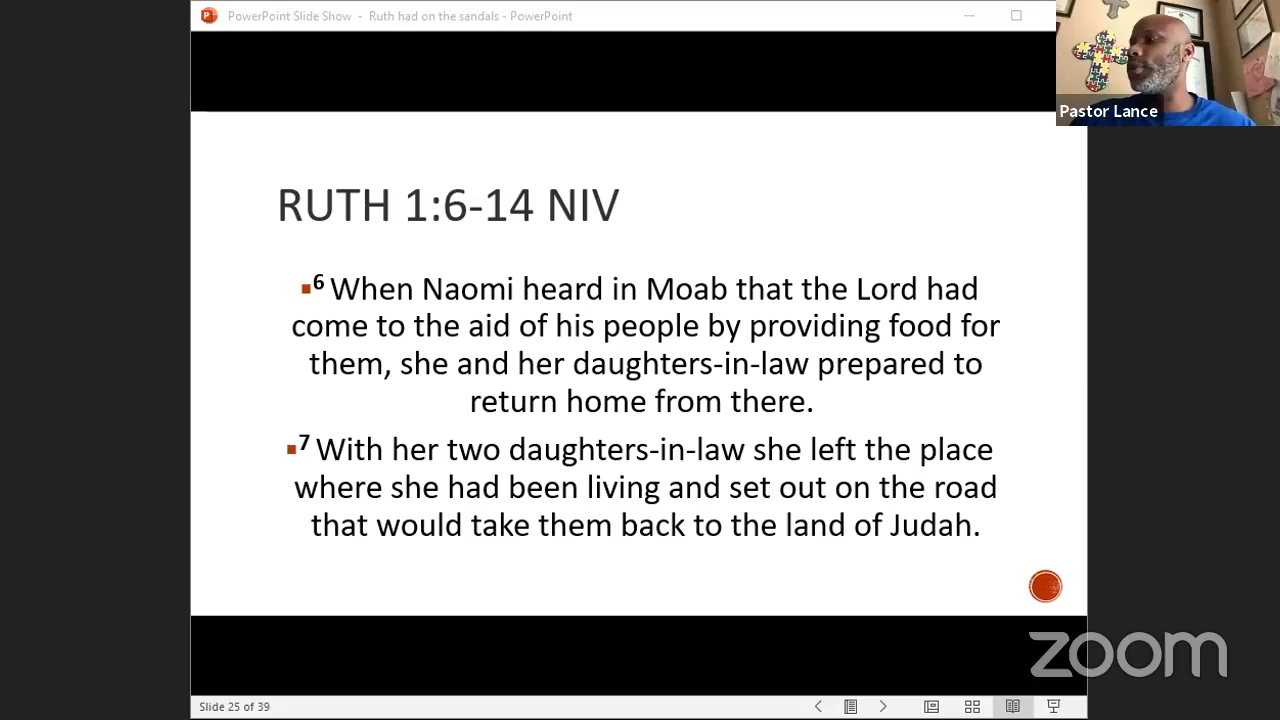 PowerPoint Slide Show - Ruth had on the sandals - PowerPoint
Pastor Lance
RUTH 1:6-14 NIV
6 When Naomi heard in Moab that the Lord had
come to the aid of his people by providing food for
them, she and her daughters-in-law prepared to
return home from there.
7 With her two daughters-in-law she left the place
where she had been living and set out on the road
that would take them back to the land of Judah.
zoom
Slide 25 of 39